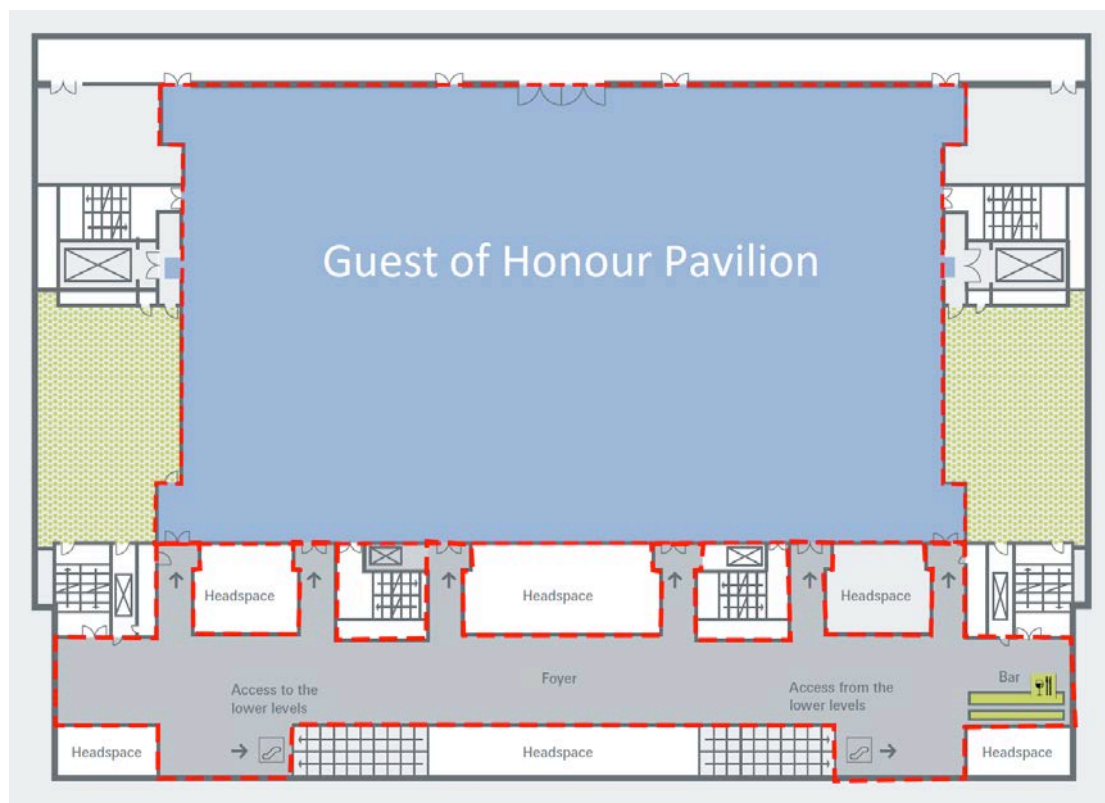 Guest of Honour Pavilion
Headspace
Headspace
Headspace
Foyer
Bar
Access to the
lower levels
Access from the
lower levels
Headspace
Headspace
Headspace